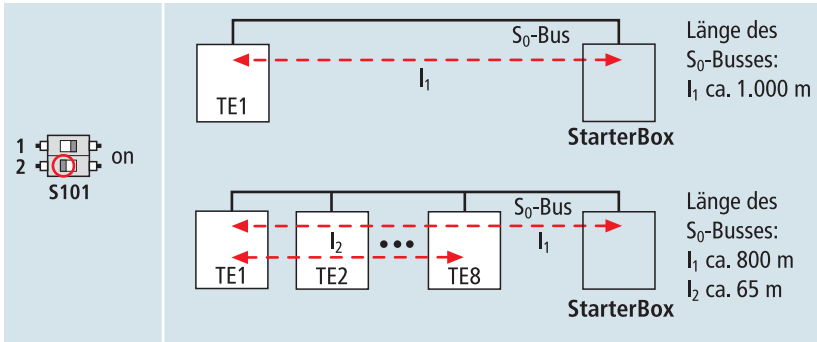 1
2
on
S101
S₀-Bus
l₁
TE1
StarterBox
Länge des
S₀-Busses:
l₁ ca. 1.000 m
S₀-Bus
l₂
l₁
TE1
TE2
TE8
StarterBox
Länge des
S₀-Busses:
l₁ ca. 800 m
l₂ ca. 65 m